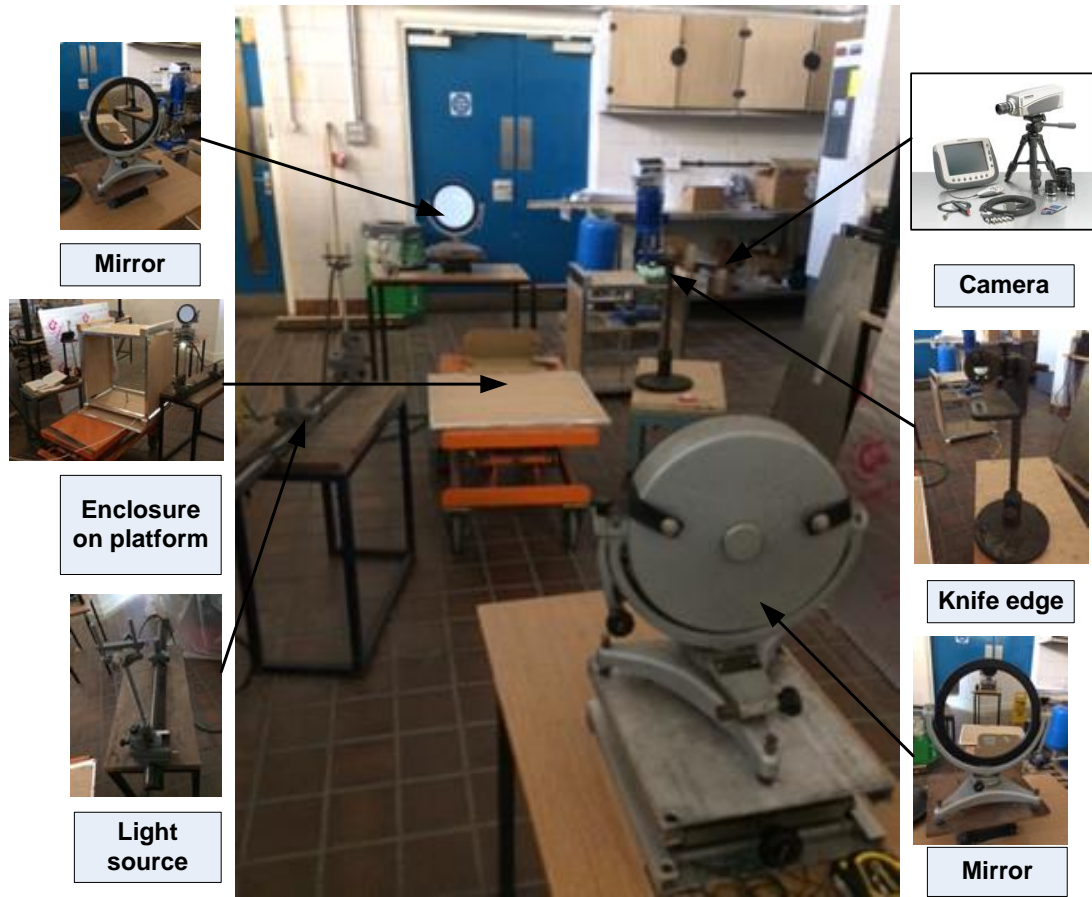 Mirror
Enclosure
on platform
Light
source
Camera
Knife edge
Mirror